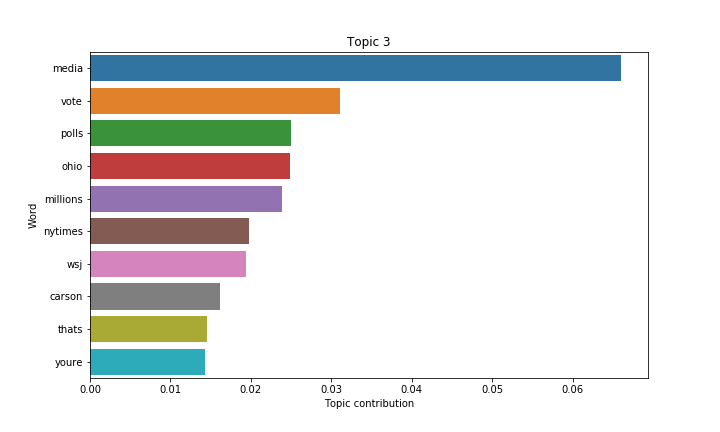 Topic 3
media
vote
polls
ohio
millions
nytimes
wsj
carson
thats
youre
Word
0.00 0.01 0.02 0.03 0.04 0.05 0.06
Topic contribution